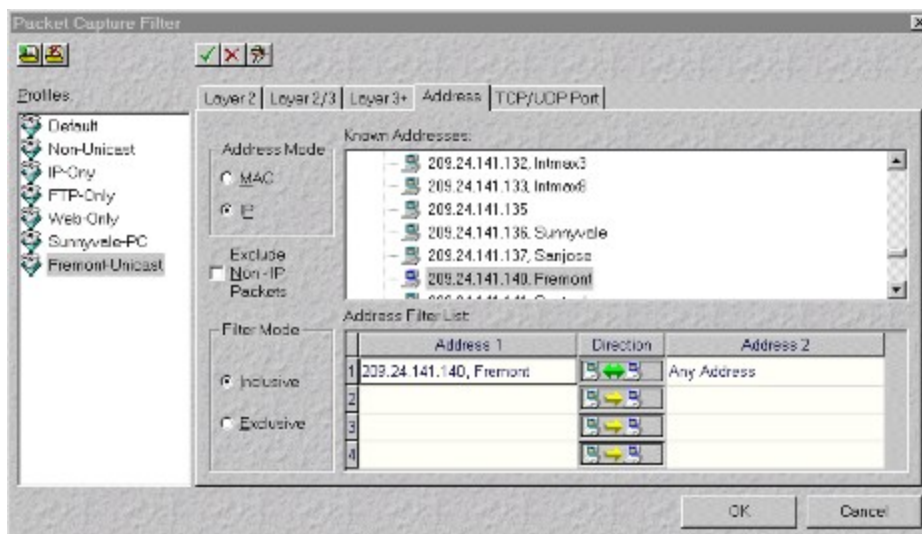 Packet Capture Filter
Profiles:
Default
Non-Unicast
IP-Only
FTP-Only
Web-Only
Sunnyvale-PC
Fremont-Unicast
Layer 2
Layer 2/3
Layer 3+
Address
TCP/UDP Port
Address Mode
MAC
IP
Exclude
Non-IP
Packets
Filter Mode
Inclusive
Exclusive
Known Addresses:
209.24.141.132, Intmax3
209.24.141.133, Intmax8
209.24.141.135
209.24.141.136, Sunnyvale
209.24.141.137, Sanjose
209.24.141.140, Fremont
Address Filter List:
Address 1 Direction Address 2
1 209.24.141.140, Fremont Any Address
2
3
4
OK
Cancel